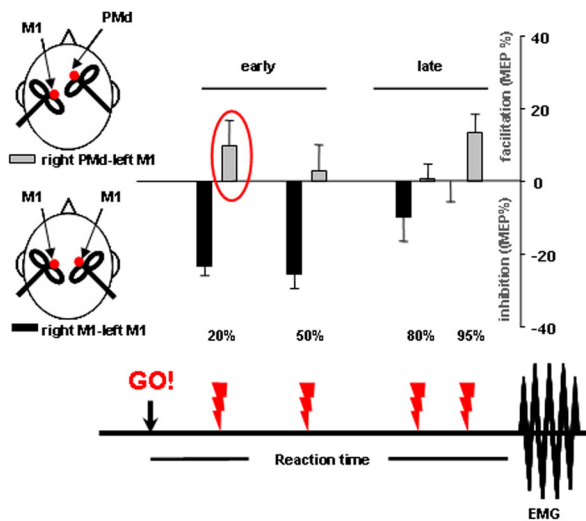 PMd
M1
early
late
40
20
0
-20
-40
facilitation (MEP %)
inhibition ((MEP%)
right PMd-left M1
M1
M1
right M1-left M1
20%
50%
80%
95%
GO!
Reaction time
EMG